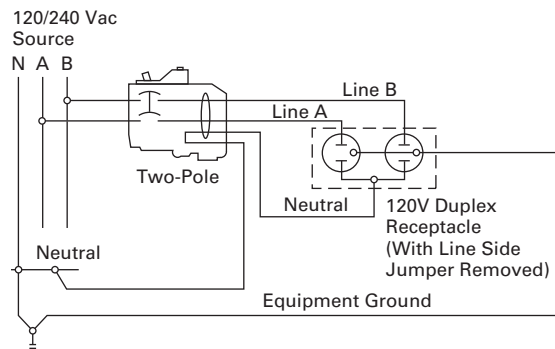 120/240 Vac
Source
N A B
Line B
Line A
Two-Pole
Neutral
120V Duplex
Receptacle
(With Line Side
Jumper Removed)
Neutral
Equipment Ground